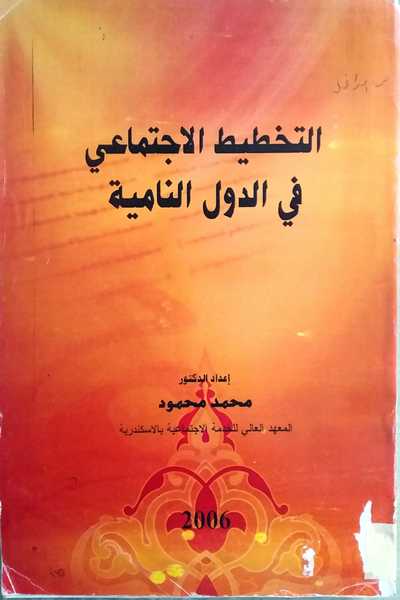 التخطيط الاجتماعي
في الدول النامية
إعداد الدكتور
محمد محمود
المعهد العالي للخدمة الاجتماعية بالاسكندرية
2006